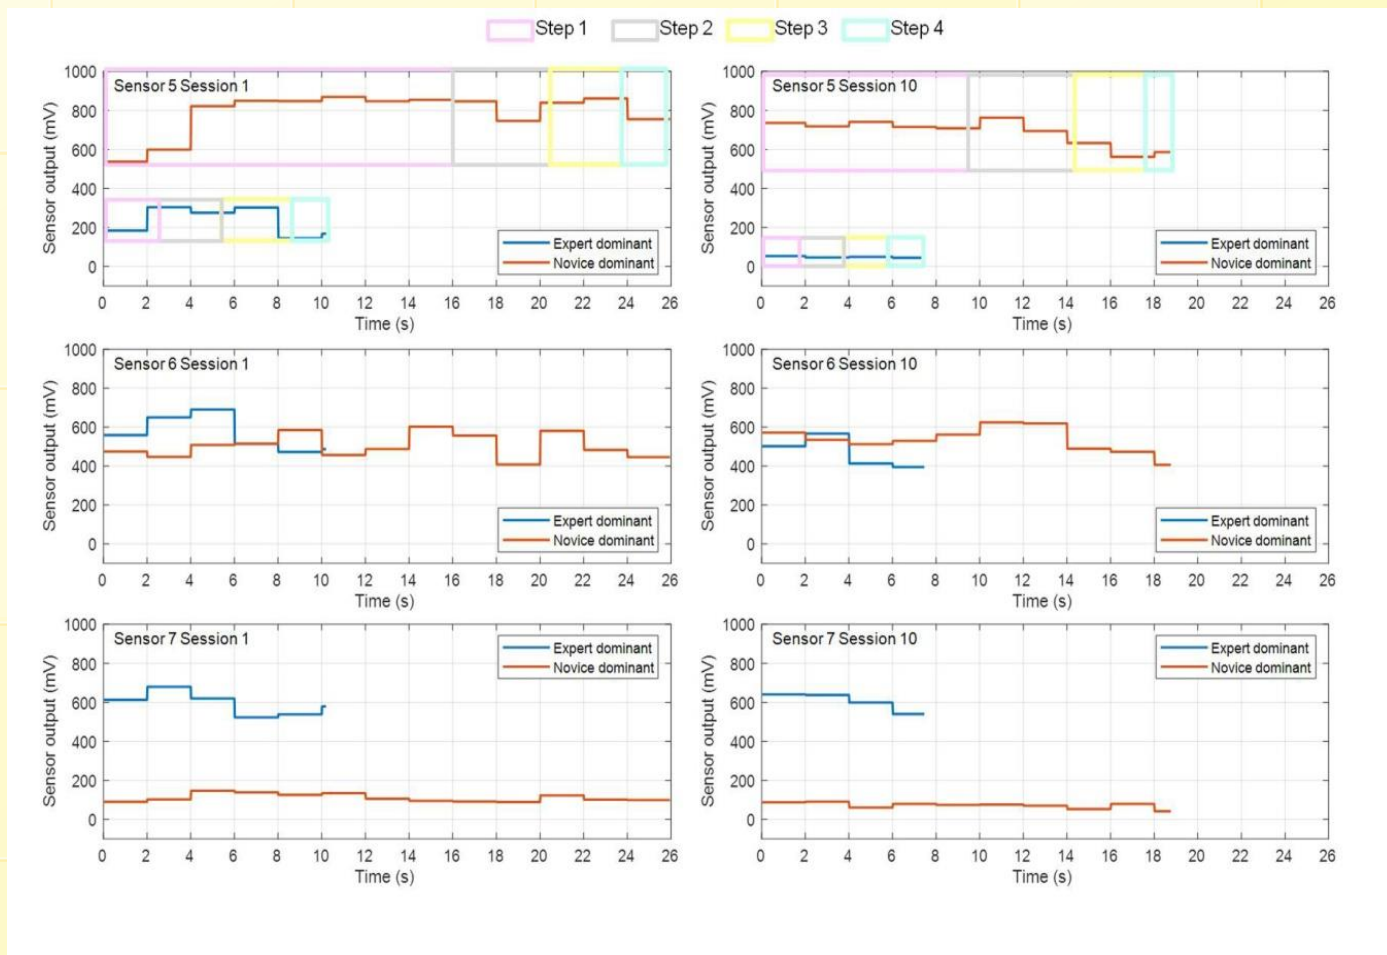 Step 1 Step 2 Step 3 Step 4
Sensor 5 Session 1
Sensor output (mV)
1000
800
600
400
200
0
Expert dominant
Novice dominant
0 2 4 6 8 10 12 14 16 18 20 22 24 26
Time (s)
Sensor 5 Session 10
Sensor output (mV)
1000
800
600
400
200
0
Expert dominant
Novice dominant
0 2 4 6 8 10 12 14 16 18 20 22 24 26
Time (s)
Sensor 6 Session 1
Sensor output (mV)
1000
800
600
400
200
0
Expert dominant
Novice dominant
0 2 4 6 8 10 12 14 16 18 20 22 24 26
Time (s)
Sensor 6 Session 10
Sensor output (mV)
1000
800
600
400
200
0
Expert dominant
Novice dominant
0 2 4 6 8 10 12 14 16 18 20 22 24 26
Time (s)
Sensor 7 Session 1
Sensor output (mV)
1000
800
600
400
200
0
Expert dominant
Novice dominant
0 2 4 6 8 10 12 14 16 18 20 22 24 26
Time (s)
Sensor 7 Session 10
Sensor output (mV)
1000
800
600
400
200
0
Expert dominant
Novice dominant
0 2 4 6 8 10 12 14 16 18 20 22 24 26
Time (s)